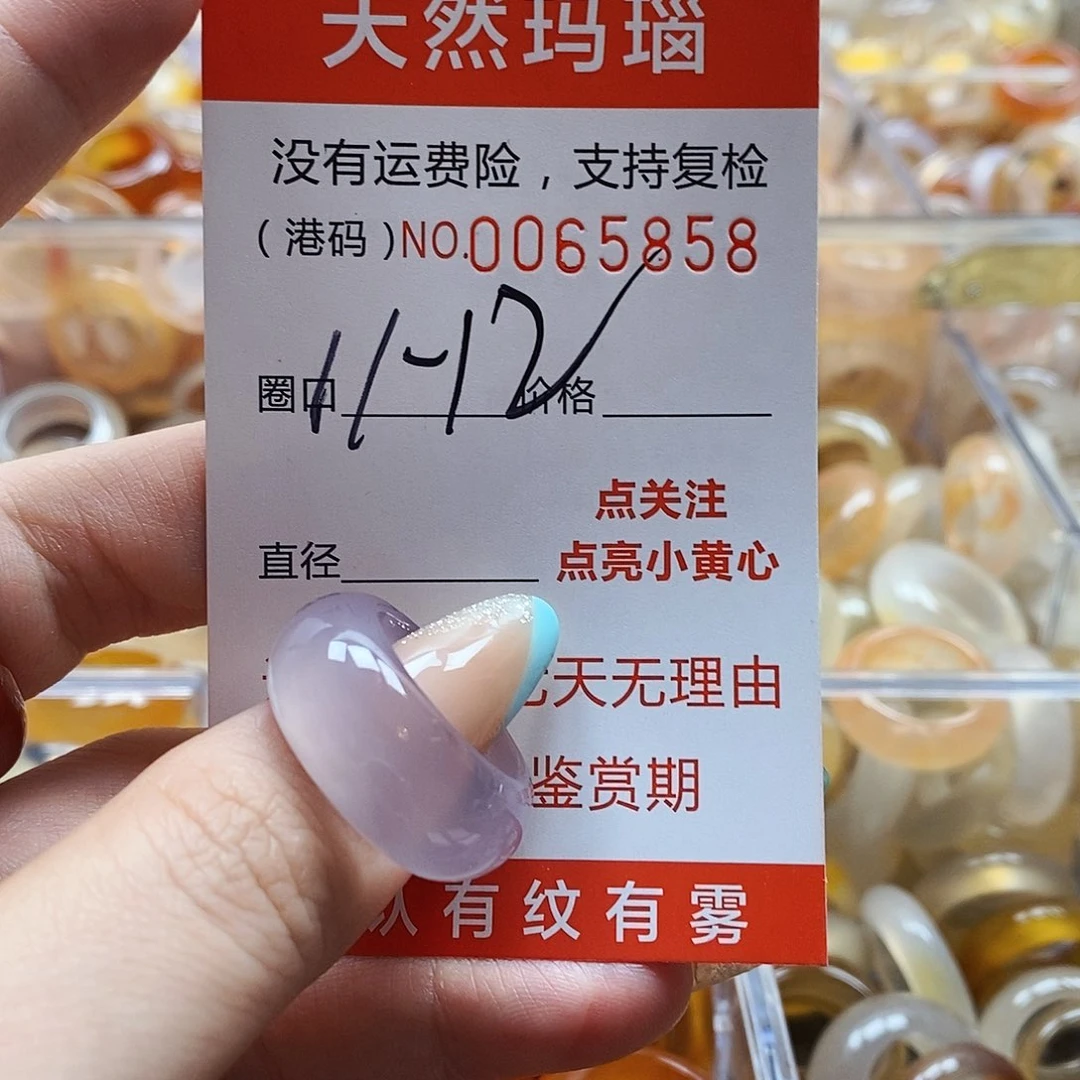 天然玛瑙
没有运费险，支持复检
（港码）NO.0065858
圈口 11-12 价格
点关注
直径 点亮小黄心
天无理由
鉴赏期
有纹有雾